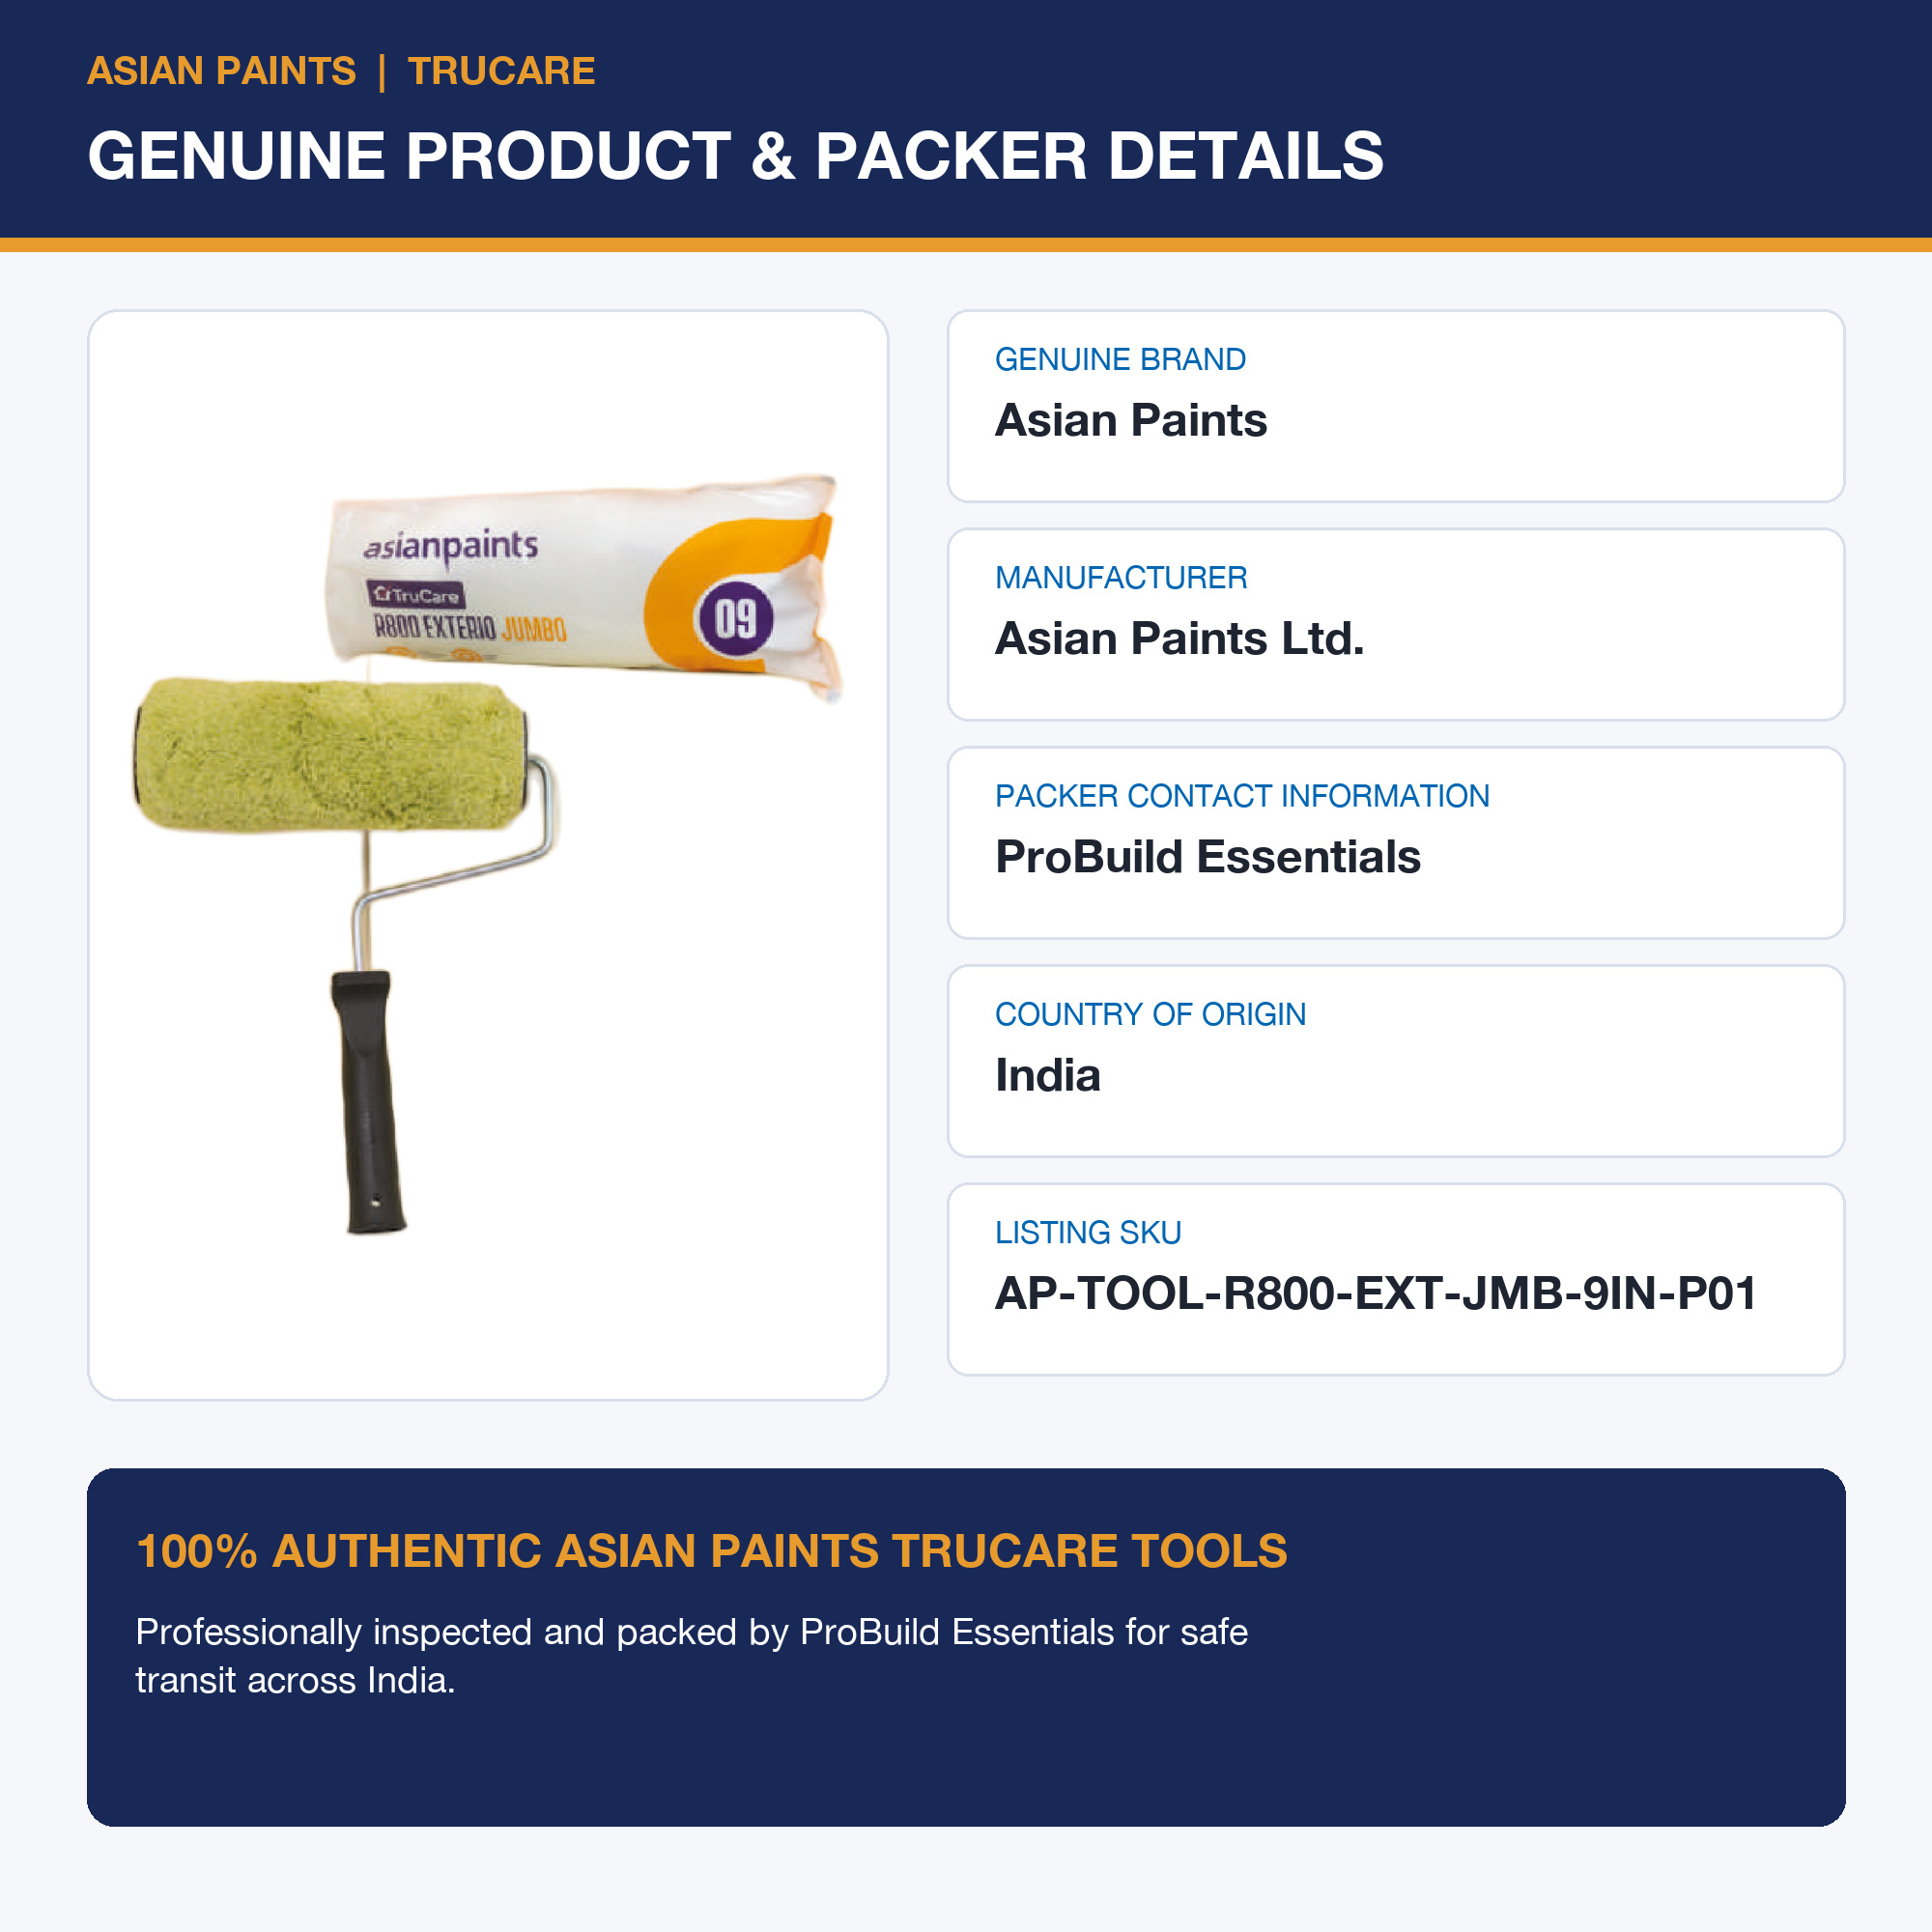 ASIAN PAINTS | TRUCARE
GENUINE PRODUCT & PACKER DETAILS
asianpaints
TruCare
R800 EXTERIO JUMBO
09
GENUINE BRAND
Asian Paints
MANUFACTURER
Asian Paints Ltd.
PACKER CONTACT INFORMATION
ProBuild Essentials
COUNTRY OF ORIGIN
India
LISTING SKU
AP-TOOL-R800-EXT-JMB-9IN-P01
100% AUTHENTIC ASIAN PAINTS TRUCARE TOOLS
Professionally inspected and packed by ProBuild Essentials for safe
transit across India.